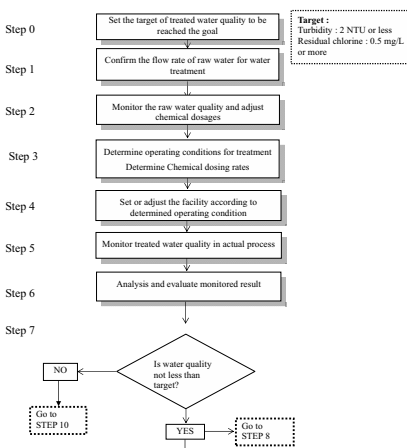 Step 0
Set the target of treated water quality to be
reached the goal
Target :
Turbidity : 2 NTU or less
Residual chlorine : 0.5 mg/L
or more
Step 1
Confirm the flow rate of raw water for water
treatment
Step 2
Monitor the raw water quality and adjust
chemical dosages
Step 3
Determine operating conditions for treatment
Determine Chemical dosing rates
Step 4
Set or adjust the facility according to
determined operating condition
Step 5
Monitor treated water quality in actual process
Step 6
Analysis and evaluate monitored result
Step 7
Is water quality
not less than
target?
NO
Go to
STEP 10
YES
Go to
STEP 8